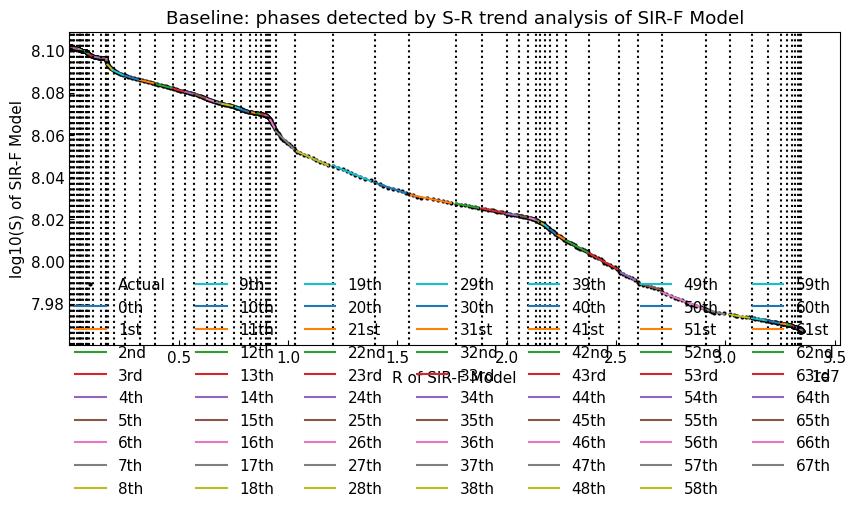 Baseline: phases detected by S-R trend analysis of SIR-F Model
log10(S) of SIR-F Model
8.10
8.08
8.06
8.04
8.02
8.00
7.98
0.5 1.0 1.5 2.0 2.5 3.0 3.5
R of SIR-F Model
1e7
Actual 9th 19th 29th 39th 49th 59th
0th 10th 20th 30th 40th 50th 60th
1st 11th 21st 31st 41st 51st 61st
2nd 12th 22nd 32nd 42nd 52nd 62nd
3rd 13th 23rd 33rd 43rd 53rd 63rd
4th 14th 24th 34th 44th 54th 64th
5th 15th 25th 35th 45th 55th 65th
6th 16th 26th 36th 46th 56th 66th
7th 17th 27th 37th 47th 57th 67th
8th 18th 28th 38th 48th 58th